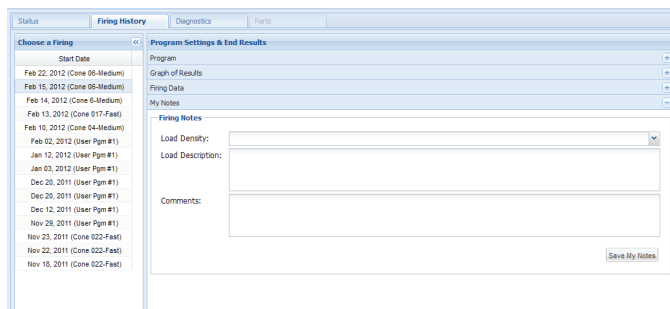 Status
Firing History
Diagnostics
Parts
Choose a Firing
Start Date
Feb 22, 2012 (Cone 06-Medium)
Feb 15, 2012 (Cone 06-Medium)
Feb 14, 2012 (Cone 6-Medium)
Feb 13, 2012 (Cone 017-Fast)
Feb 10, 2012 (Cone 04-Medium)
Feb 02, 2012 (User Pgm #1)
Jan 12, 2012 (User Pgm #1)
Jan 03, 2012 (User Pgm #1)
Dec 20, 2011 (User Pgm #1)
Dec 20, 2011 (User Pgm #1)
Dec 12, 2011 (User Pgm #1)
Nov 29, 2011 (User Pgm #1)
Nov 23, 2011 (Cone 022-Fast)
Nov 22, 2011 (Cone 022-Fast)
Nov 18, 2011 (Cone 022-Fast)
Program Settings & End Results
Program
Graph of Results
Firing Data
My Notes
Firing Notes
Load Density:
Load Description:
Comments:
Save My Notes